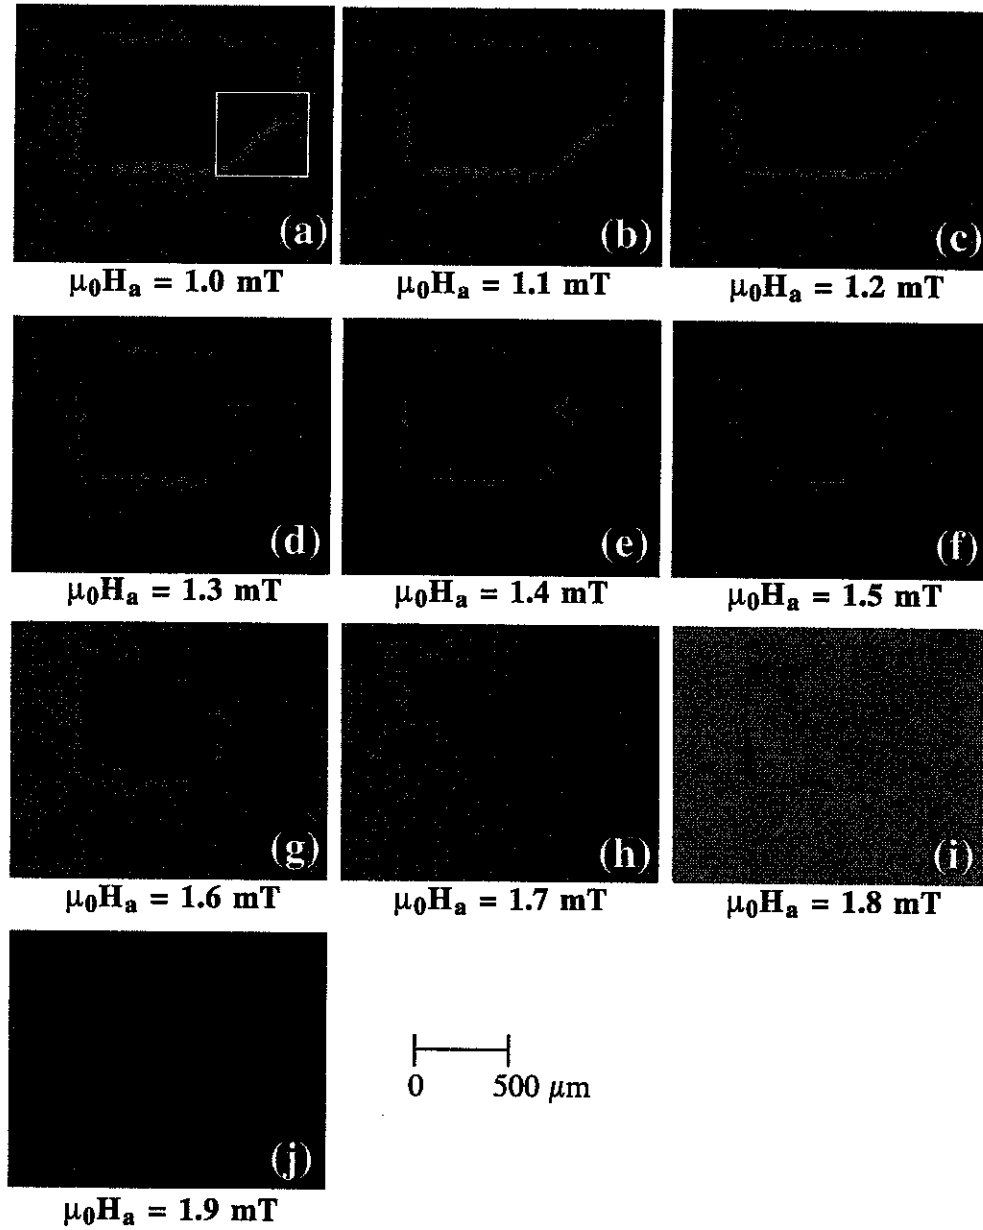 (a) (b) (c)
μ₀Hₐ = 1.0 mT μ₀Hₐ = 1.1 mT μ₀Hₐ = 1.2 mT
(d) (e) (f)
μ₀Hₐ = 1.3 mT μ₀Hₐ = 1.4 mT μ₀Hₐ = 1.5 mT
(g) (h) (i)
μ₀Hₐ = 1.6 mT μ₀Hₐ = 1.7 mT μ₀Hₐ = 1.8 mT
0 500 μm
(j)
μ₀Hₐ = 1.9 mT